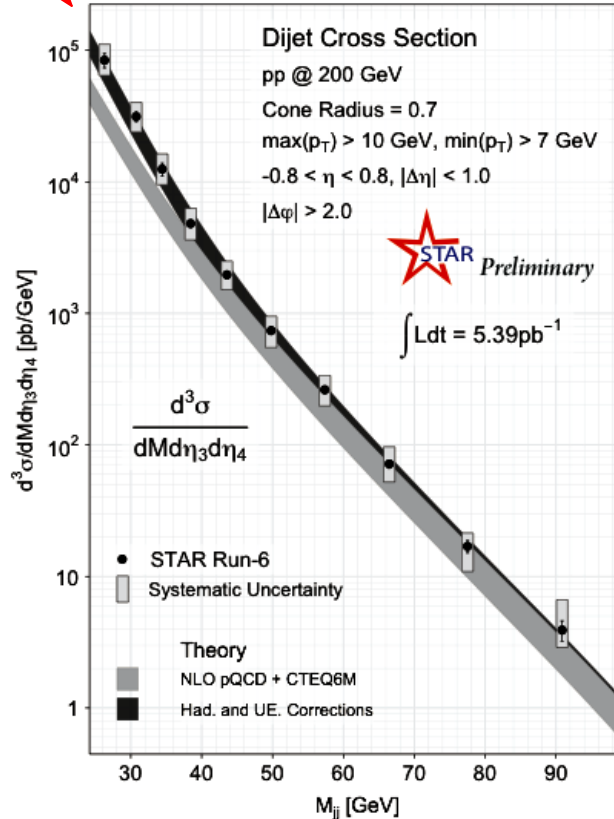 Dijet Cross Section
pp @ 200 GeV
Cone Radius = 0.7
max(p_T) > 10 GeV, min(p_T) > 7 GeV
-0.8 < η < 0.8, |Δη| < 1.0
|Δφ| > 2.0
STAR Preliminary
∫ Ldt = 5.39pb⁻¹
d³σ
dMdη₃dη₄
STAR Run-6
Systematic Uncertainty
Theory
NLO pQCD + CTEQ6M
Had. and UE. Corrections
d³σ/dMdη₃dη₄ [pb/GeV]
10⁵
10⁴
10³
10²
10
1
30 40 50 60 70 80 90
M_jj [GeV]